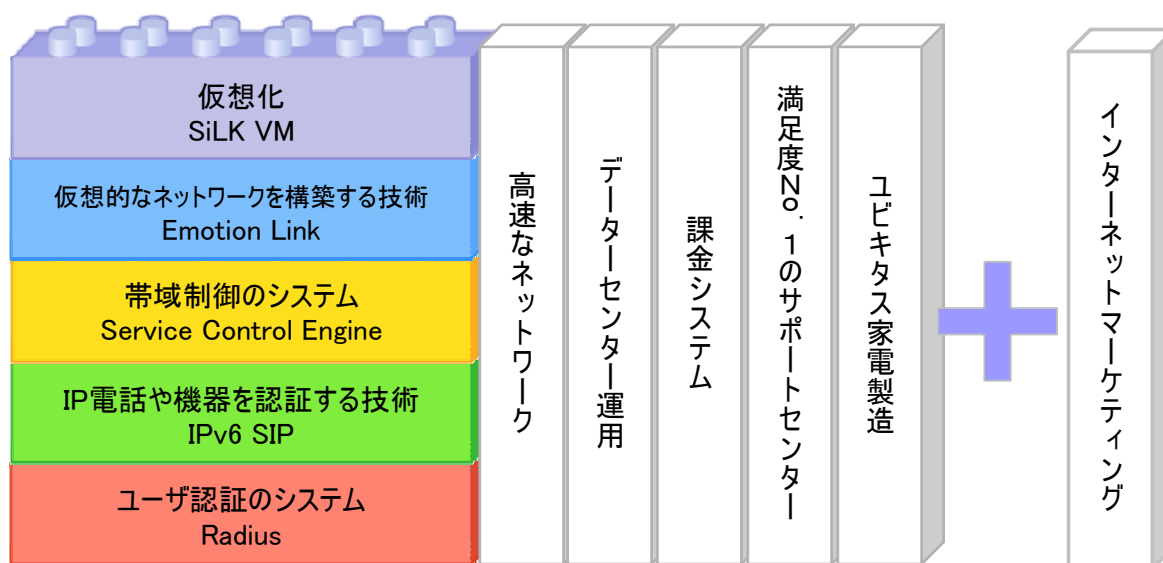 仮想化
SiLK VM
仮想的なネットワークを構築する技術
Emotion Link
帯域制御のシステム
Service Control Engine
IP電話や機器を認証する技術
IPv6 SIP
ユーザ認証のシステム
Radius
高速なネットワーク
データーセンター運用
課金システム
満足度No.1のサポートセンター
ユビキタス家電製造
インターネットマーケティング